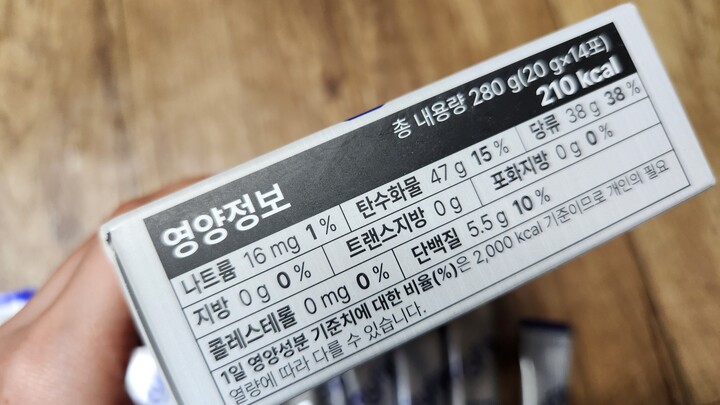 영양정보
총 내용량 280 g(20 g×14포)
210 kcal
나트륨 16 mg 1 % 탄수화물 47 g 15 % 당류 38 g 38 %
지방 0 g 0 % 트랜스지방 0 g 포화지방 0 g 0 %
콜레스테롤 0 mg 0 % 단백질 5.5 g 10 %
1일 영양성분 기준치에 대한 비율(%)은 2,000 kcal 기준이므로 개인의 필요
열량에 따라 다를 수 있습니다.